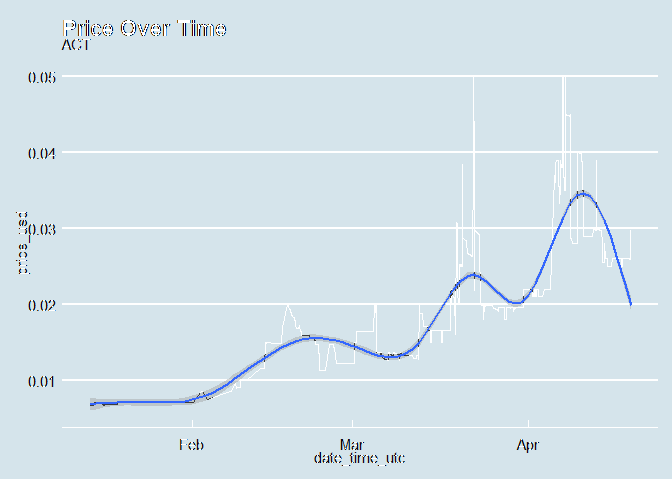 Price Over Time
ACT
0.05
0.04
0.03
0.02
0.01
price_usd
Feb
Mar
Apr
date_time_utc